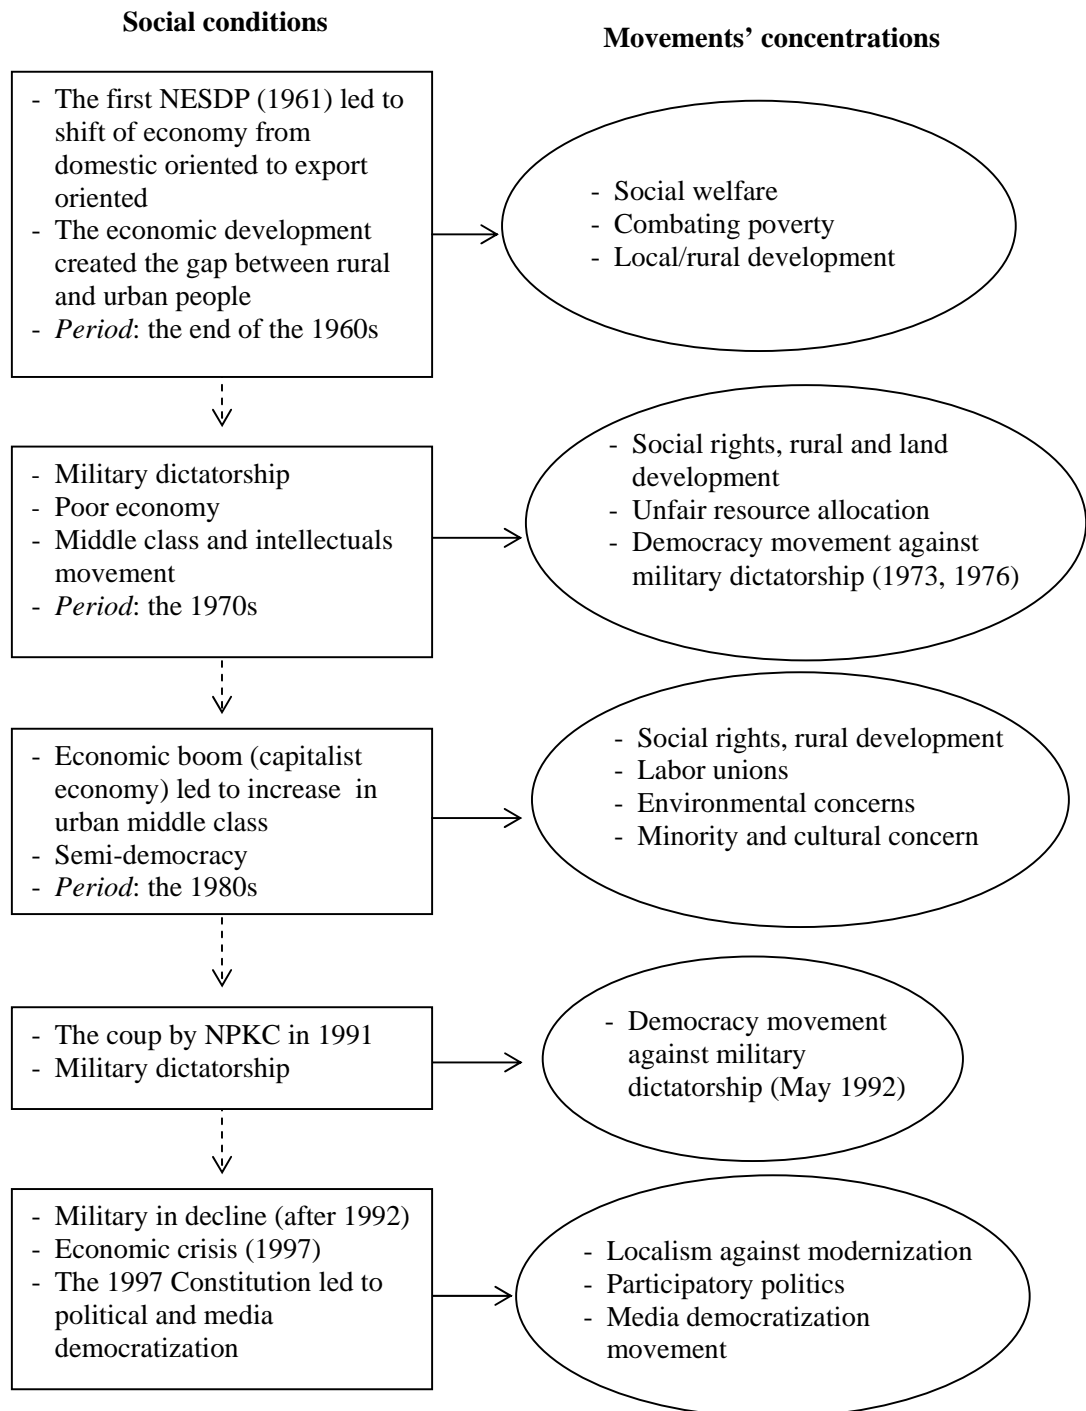 Social conditions
Movements’ concentrations
- The first NESDP (1961) led to
shift of economy from
domestic oriented to export
oriented
- The economic development
created the gap between rural
and urban people
- Period: the end of the 1960s
- Social welfare
- Combating poverty
- Local/rural development
- Military dictatorship
- Poor economy
- Middle class and intellectuals
movement
- Period: the 1970s
- Social rights, rural and land
development
- Unfair resource allocation
- Democracy movement against
military dictatorship (1973, 1976)
- Economic boom (capitalist
economy) led to increase in
urban middle class
- Semi-democracy
- Period: the 1980s
- Social rights, rural development
- Labor unions
- Environmental concerns
- Minority and cultural concern
- The coup by NPKC in 1991
- Military dictatorship
- Democracy movement
against military
dictatorship (May 1992)
- Military in decline (after 1992)
- Economic crisis (1997)
- The 1997 Constitution led to
political and media
democratization
- Localism against modernization
- Participatory politics
- Media democratization
movement